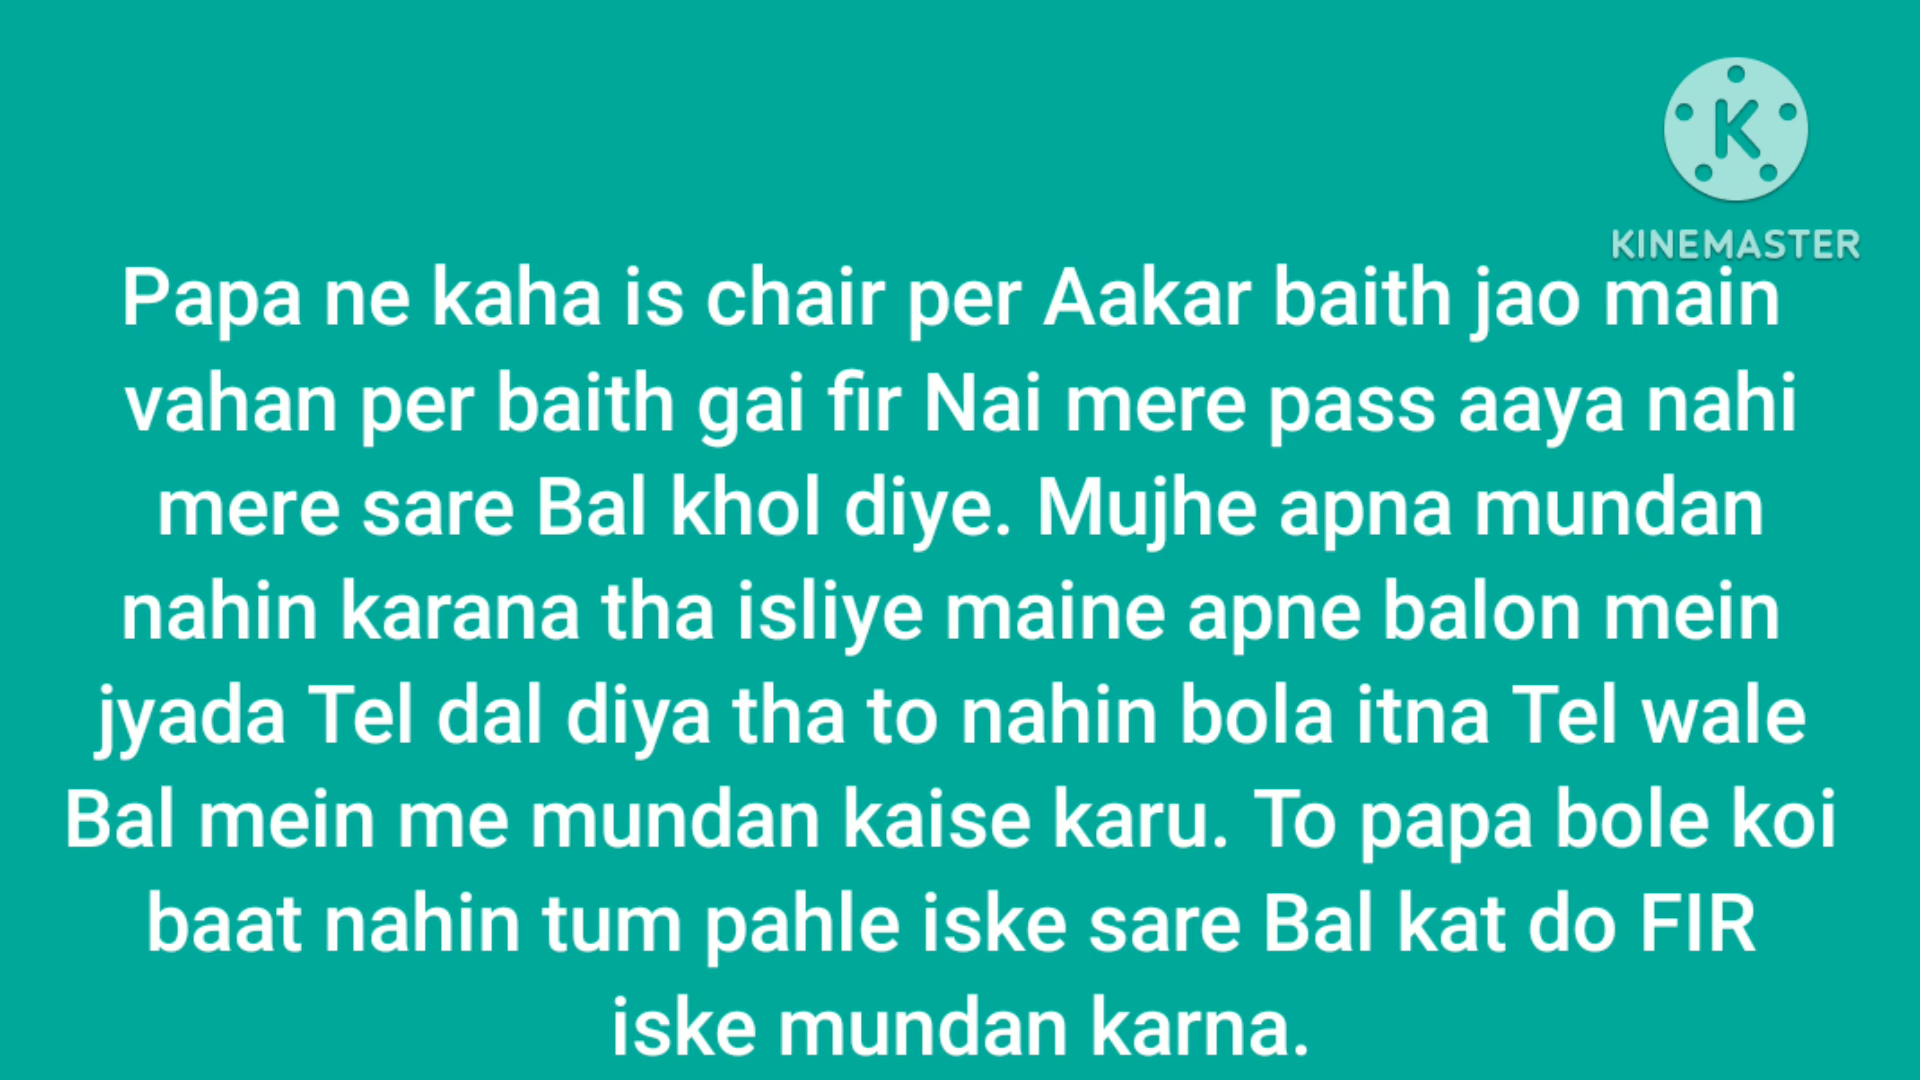 KINEMASTER
Papa ne kaha is chair per Aakar baith jao main
vahan per baith gai fir Nai mere pass aaya nahi
mere sare Bal khol diye. Mujhe apna mundan
nahin karana tha isliye maine apne balon mein
jyada Tel dal diya tha to nahin bola itna Tel wale
Bal mein me mundan kaise karu. To papa bole koi
baat nahin tum pahle iske sare Bal kat do FIR
iske mundan karna.